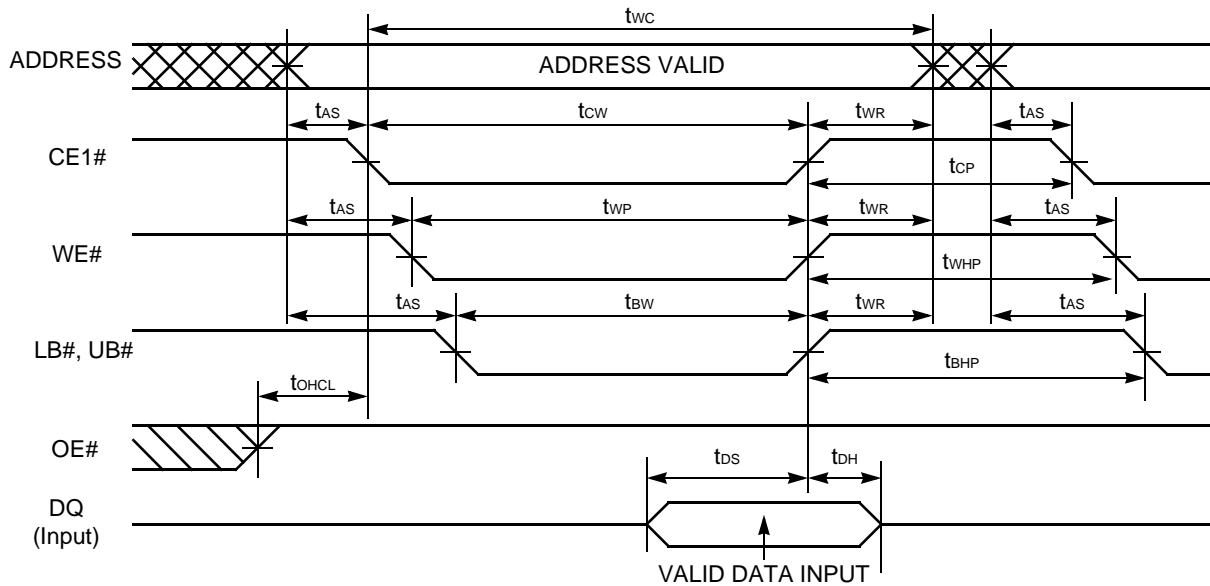 tWC
ADDRESS
ADDRESS VALID
tAS
tCW
tWR
tAS
CE1#
tCP
tAS
tWP
tWR
tAS
WE#
tWHP
tAS
tBW
tWR
tAS
LB#, UB#
tBHP
tOHCL
OE#
tDS
tDH
DQ
(Input)
VALID DATA INPUT